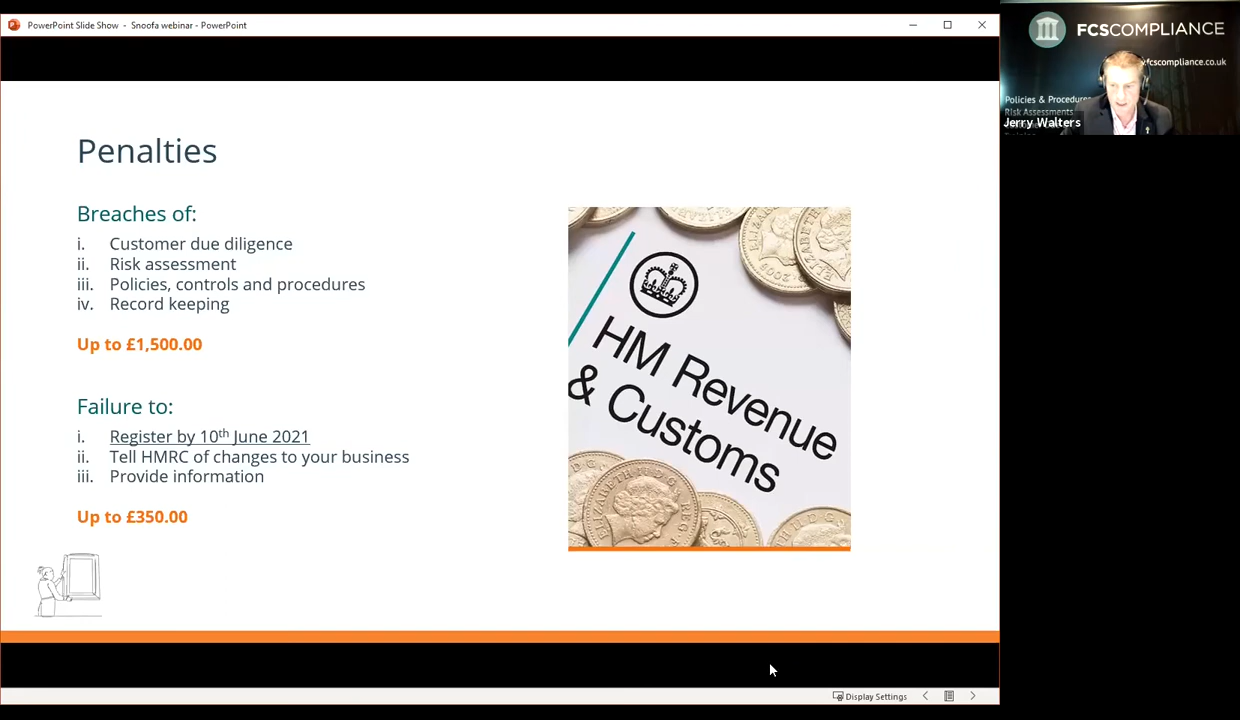 PowerPoint Slide Show - Snoofa webinar - PowerPoint
FCSCOMPLIANCE
.fcscompliance.co.uk
Policies & Procedures
Risk Assessments
Jerry Walters
Penalties
Breaches of:
i. Customer due diligence
ii. Risk assessment
iii. Policies, controls and procedures
iv. Record keeping
Up to £1,500.00
Failure to:
i. Register by 10th June 2021
ii. Tell HMRC of changes to your business
iii. Provide information
Up to £350.00
HM Revenue
& Customs
ELIZABETH II
Display Settings